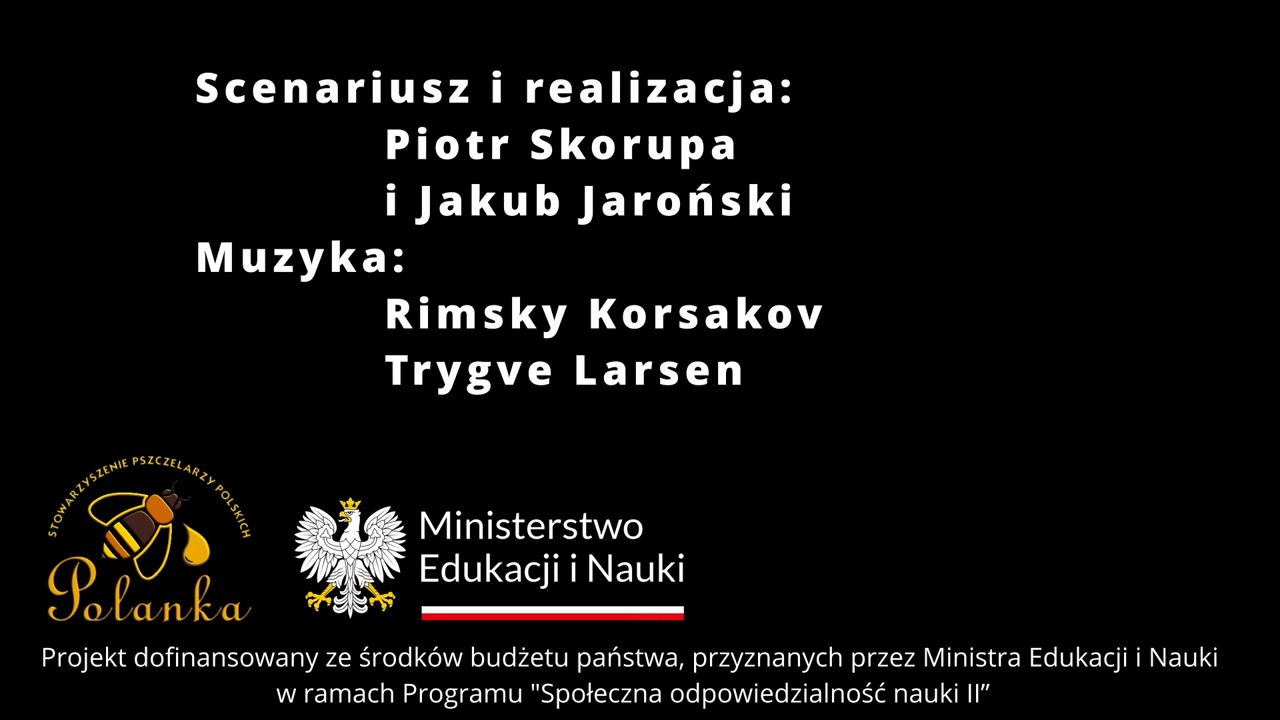 Scenariusz i realizacja:
Piotr Skorupa
i Jakub Jaroński
Muzyka:
Rimsky Korsakov
Trygve Larsen
STOWARZYSZENIE PSZCZELARZY POLSKICH
Polanka
Ministerstwo
Edukacji i Nauki
Projekt dofinansowany ze środków budżetu państwa, przyznanych przez Ministra Edukacji i Nauki
w ramach Programu "Społeczna odpowiedzialność nauki II”